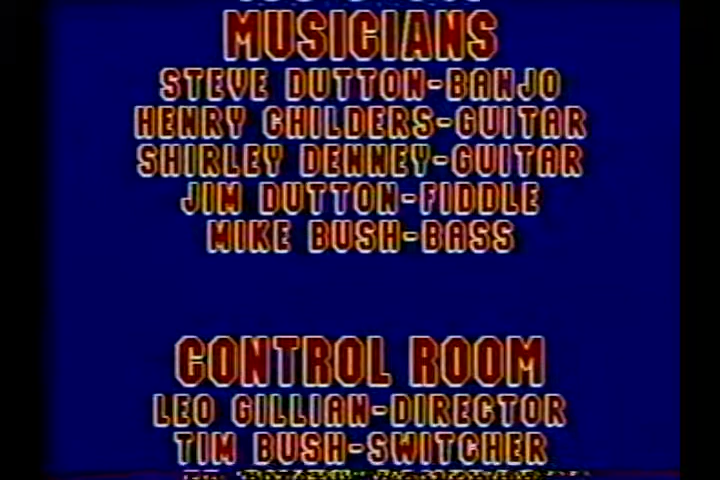 MUSICIANS
STEVE DUTTON-BANJO
HENRY CHILDERS-GUITAR
SHIRLEY DENNEY-GUITAR
JIM DUTTON-FIDDLE
MIKE BUSH-BASS
CONTROL ROOM
LEO GILLIAN-DIRECTOR
TIM BUSH-SWITCHER